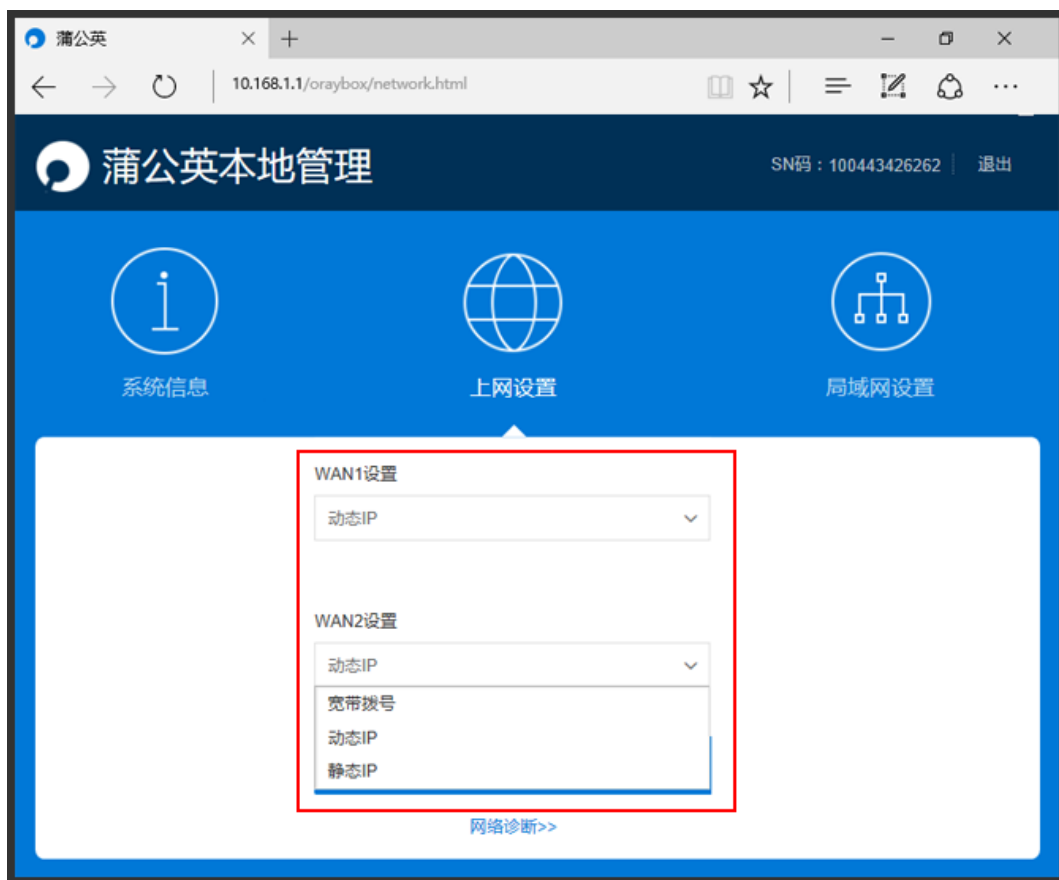 蒲公英
10.168.1.1/oraybox/network.html
蒲公英本地管理
SN码：100443426262
退出
系统信息
上网设置
局域网设置
WAN1设置
动态IP
WAN2设置
动态IP
宽带拨号
动态IP
静态IP
网络诊断>>